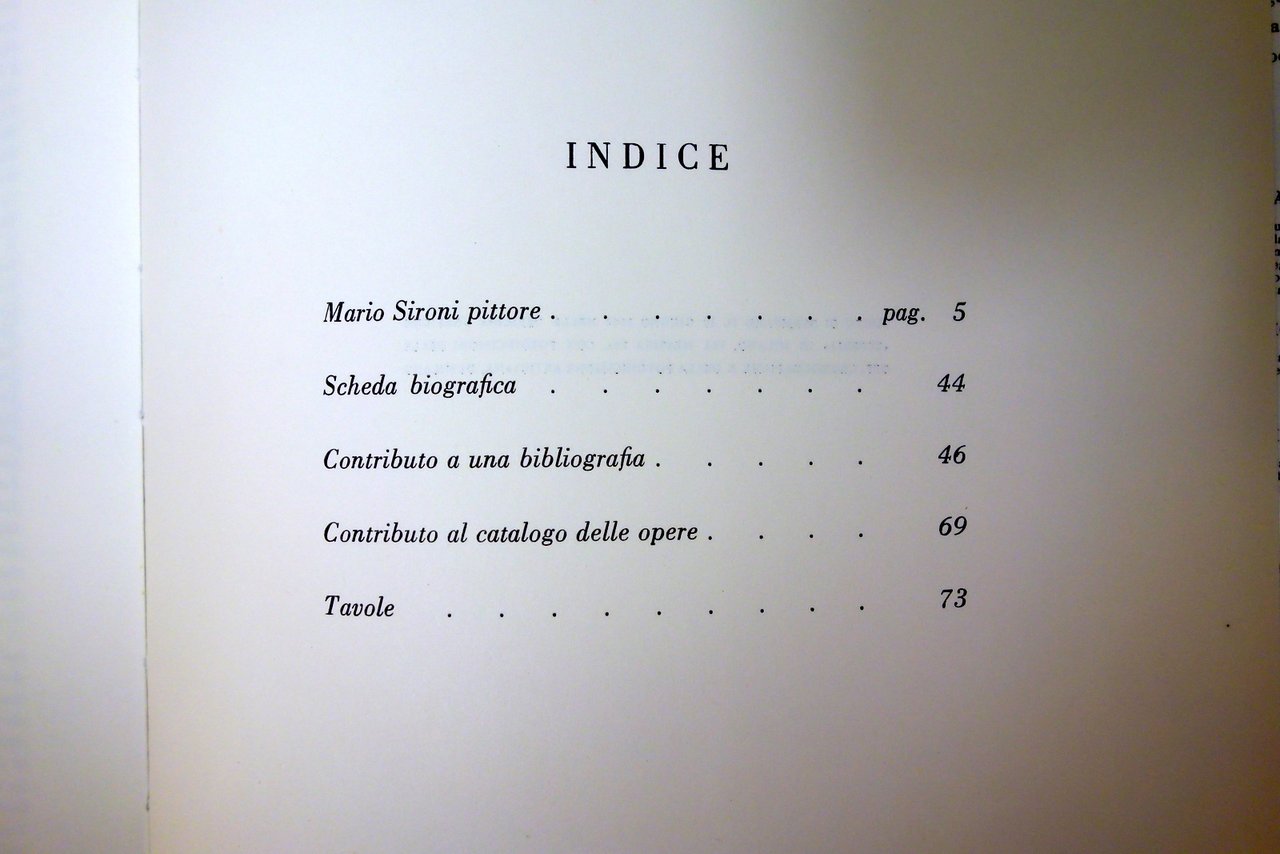 INDICE
Mario Sironi pittore . . . . . . . pag. 5
Scheda biografica . . . . . . . 44
Contributo a una bibliografia . . . . . 46
Contributo al catalogo delle opere . . . . 69
Tavole . . . . . . . . . 73